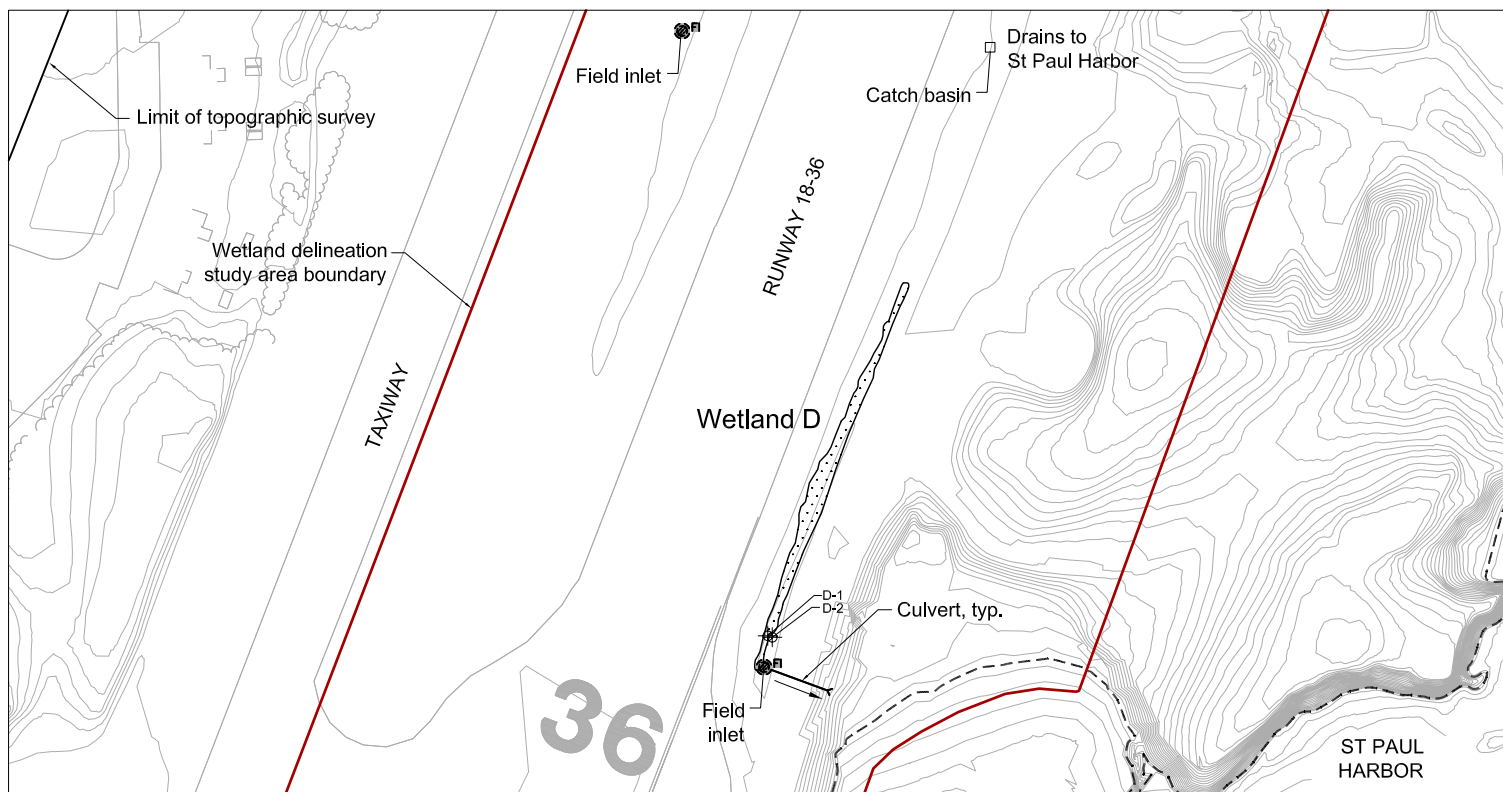 FI
Field inlet
Drains to
St Paul Harbor
Catch basin
Limit of topographic survey
RUNWAY 18-36
Wetland delineation
study area boundary
TAXIWAY
Wetland D
D-1
D-2
Culvert, typ.
FI
Field
inlet
36
ST PAUL
HARBOR